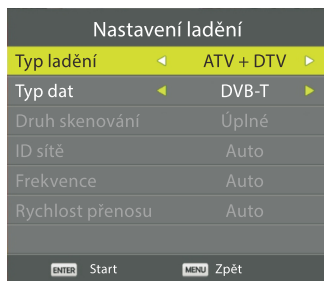 Nastavení ladění
Typ ladění ATV + DTV
Typ dat DVB-T
Druh skenování Úplné
ID sítě Auto
Frekvence Auto
Rychlost přenosu Auto
ENTER Start MENU Zpět